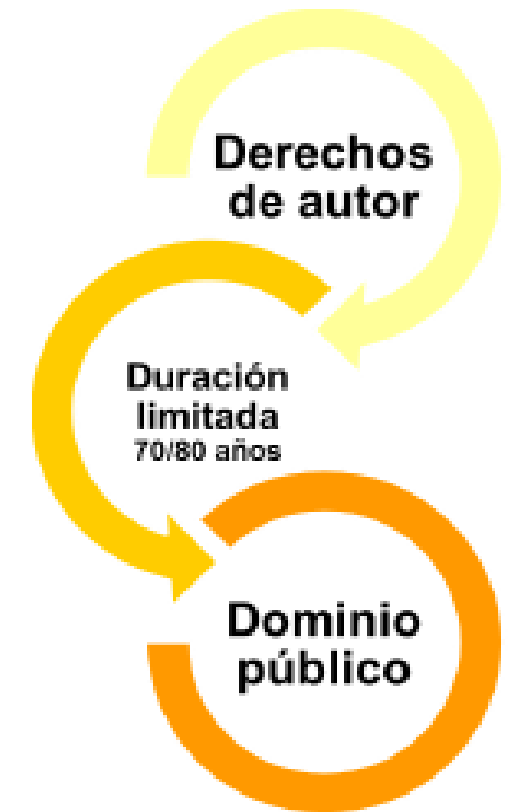 Derechos
de autor
Duración
limitada
70/80 años
Dominio
público